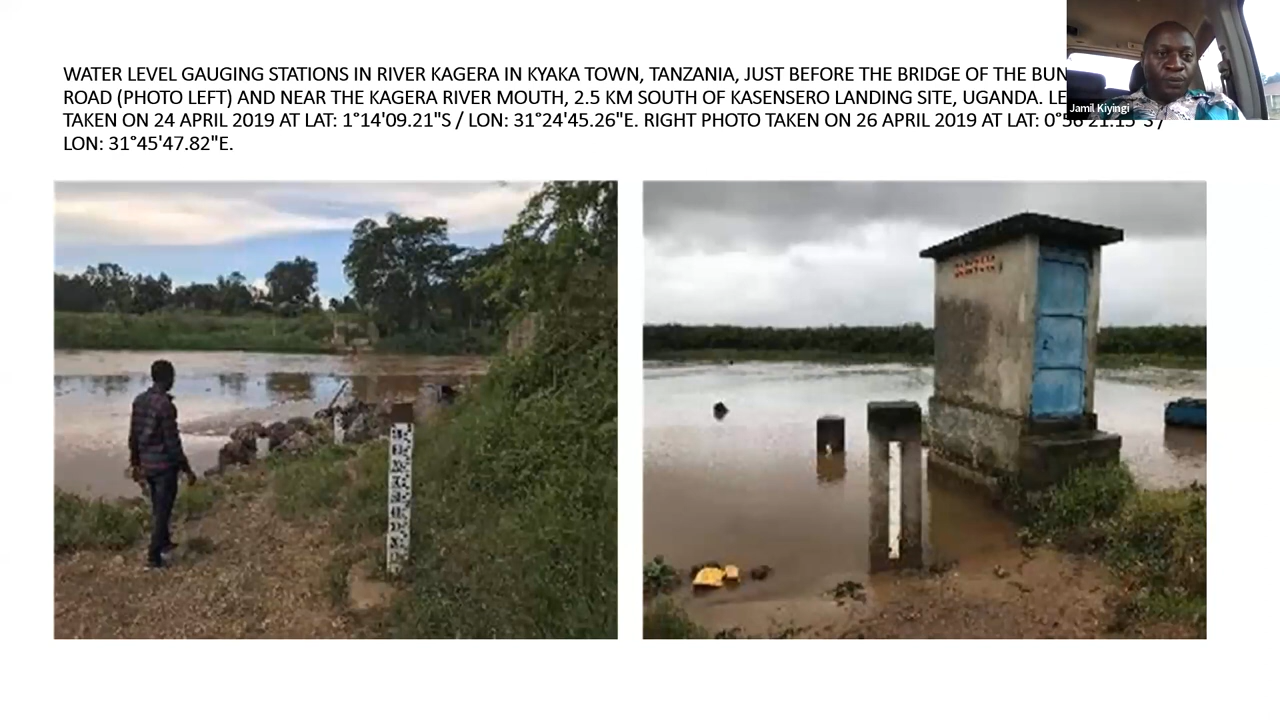 WATER LEVEL GAUGING STATIONS IN RIVER KAGERA IN KYAKA TOWN, TANZANIA, JUST BEFORE THE BRIDGE OF THE
ROAD (PHOTO LEFT) AND NEAR THE KAGERA RIVER MOUTH, 2.5 KM SOUTH OF KASENSERO LANDING SITE, UGANDA.
TAKEN ON 24 APRIL 2019 AT LAT: 1°14'09.21"S / LON: 31°24'45.26"E. RIGHT PHOTO TAKEN ON 26 APRIL 2019 AT LAT:
LON: 31°45'47.82"E.
Jamil Kiyingi